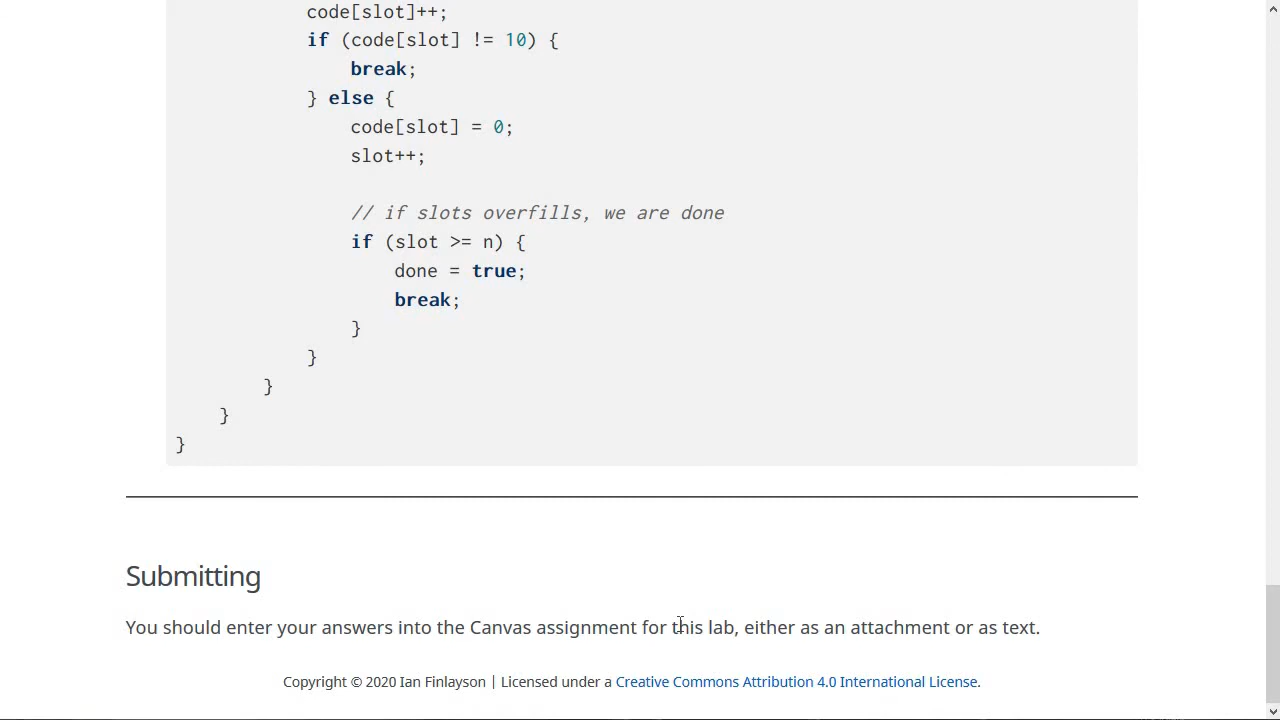 code[slot]++;
if (code[slot] != 10) {
break;
} else {
code[slot] = 0;
slot++;
// if slots overfills, we are done
if (slot >= n) {
done = true;
break;
}
}
}
}
}
Submitting
You should enter your answers into the Canvas assignment for this lab, either as an attachment or as text.
Copyright © 2020 Ian Finlayson | Licensed under a Creative Commons Attribution 4.0 International License.